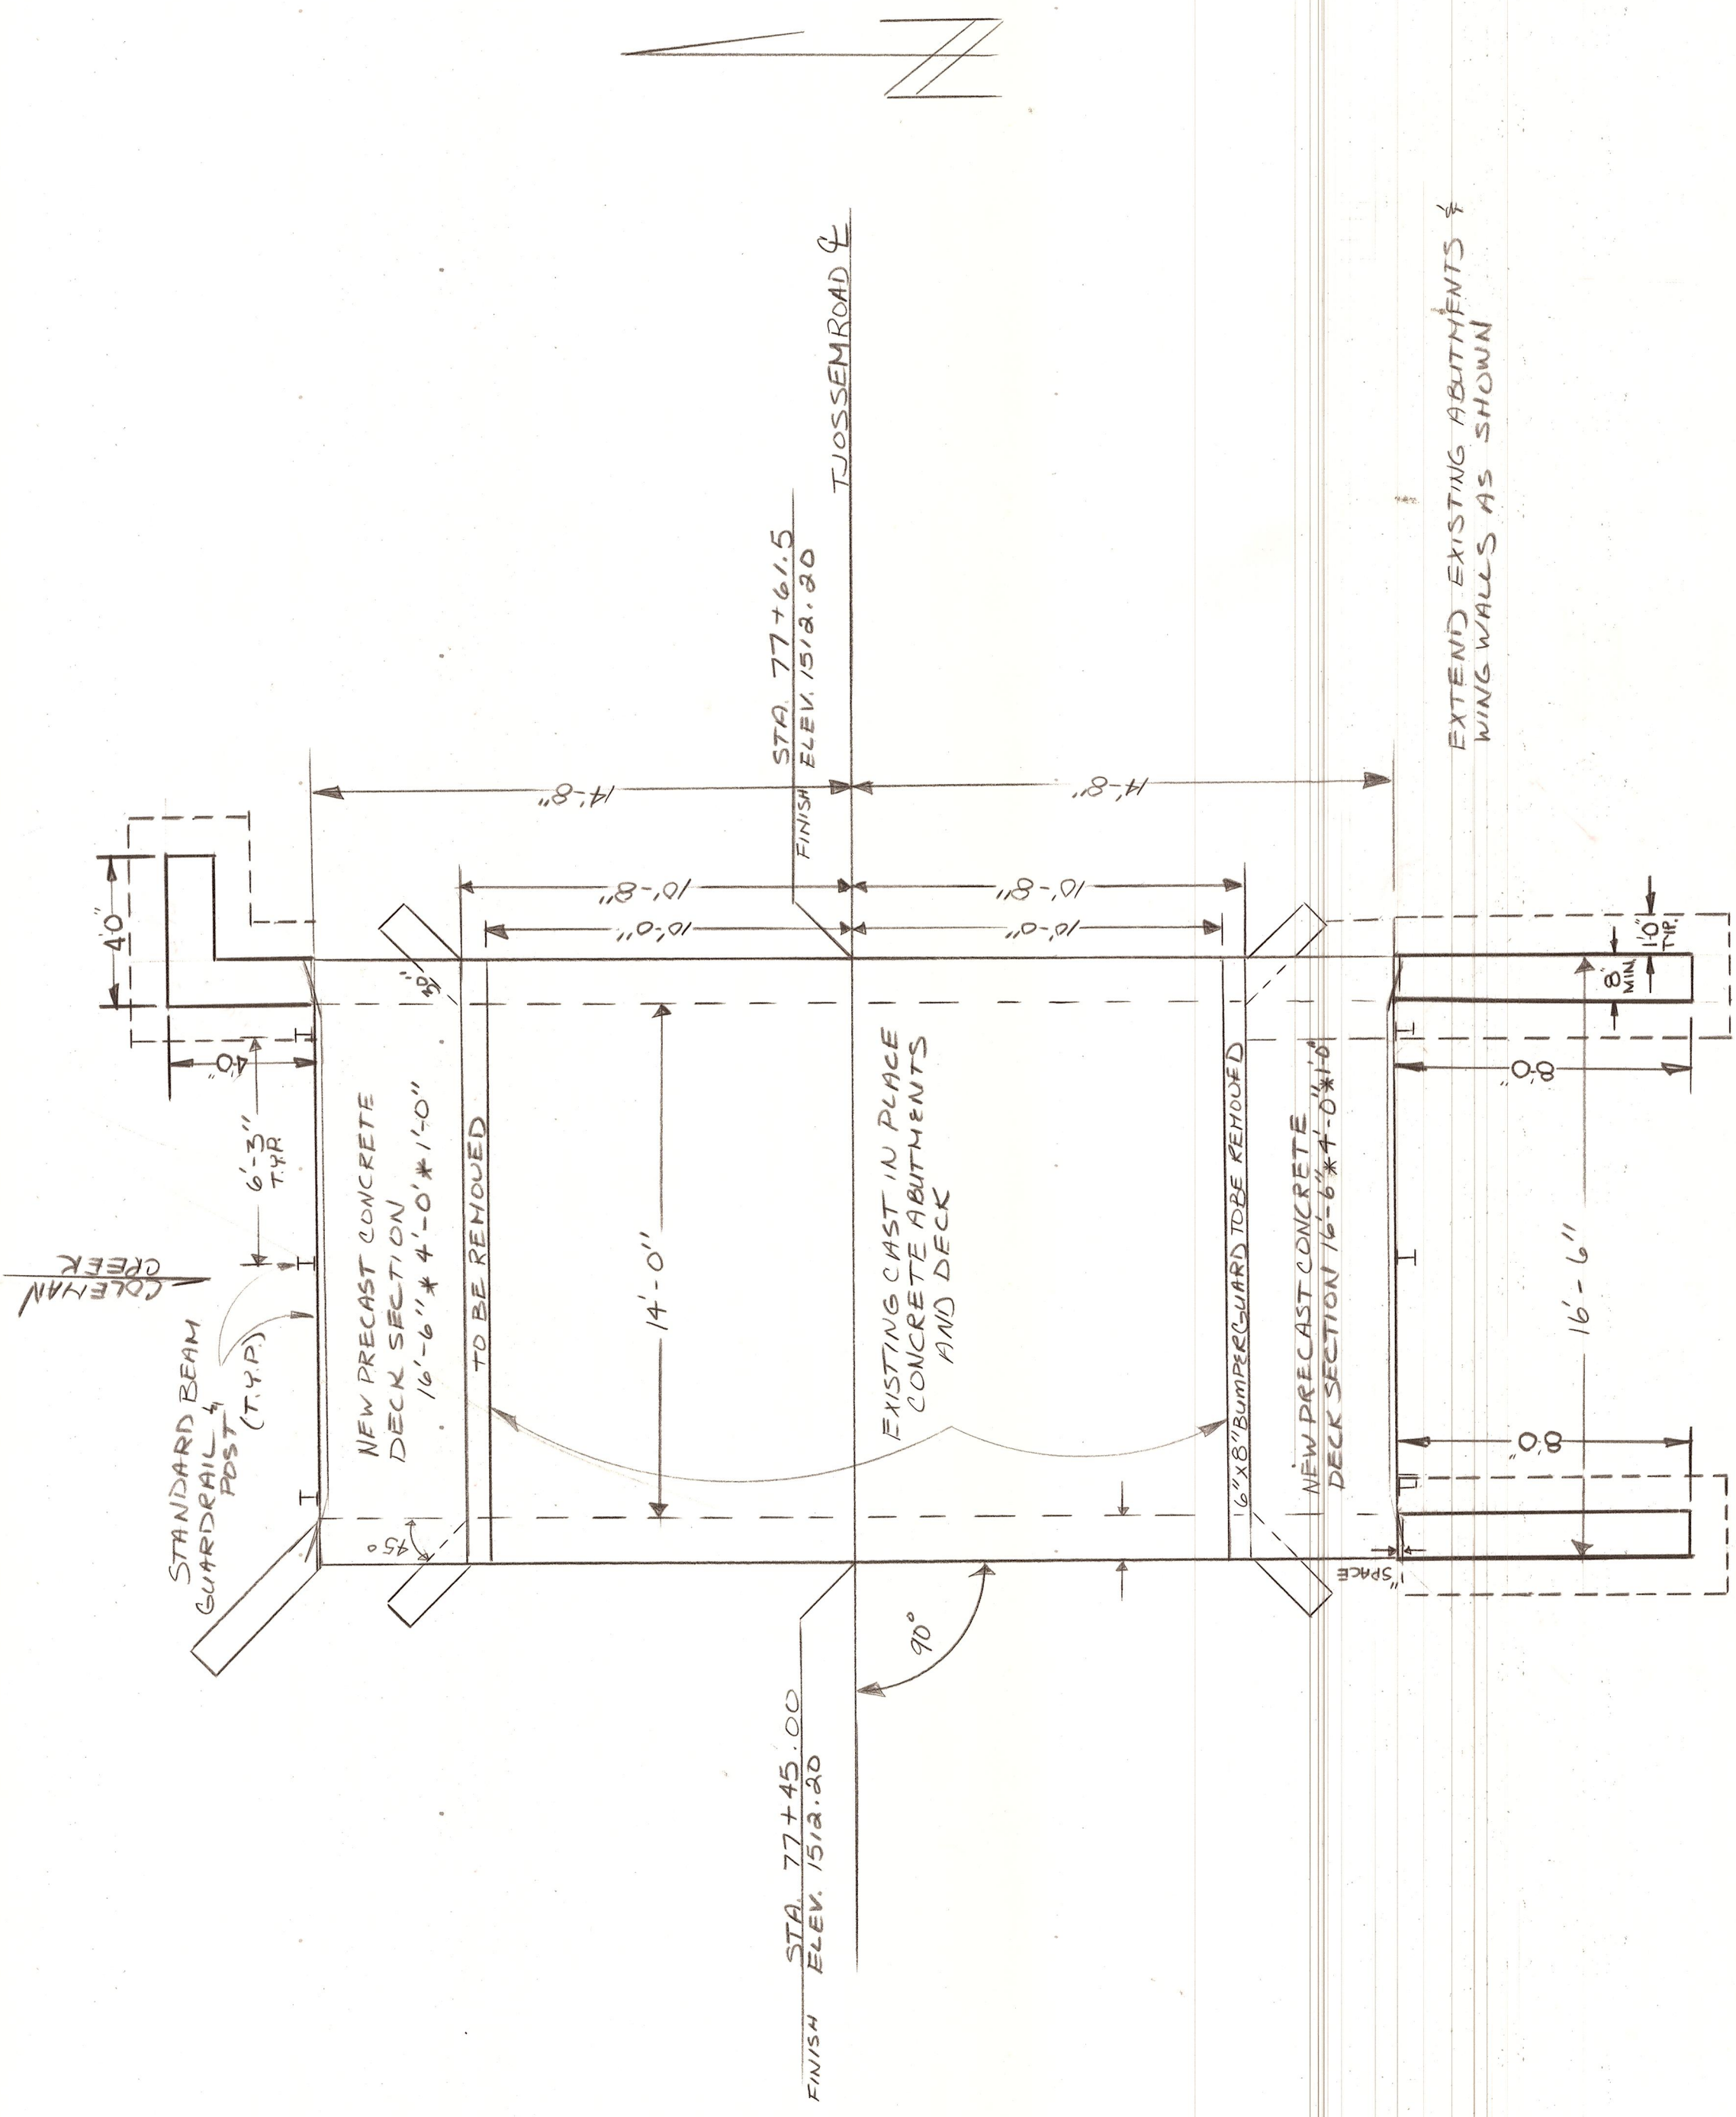 N
COLEMAN
CREEK
STANDARD BEAM
GUARDRAIL &
POST
(T.Y.P.)
6'-3"
T.Y.P.
4'0"
4'0"
NEW PRECAST CONCRETE
DECK SECTION
16'-6" * 4'-0' * 1'-0"
45°
TO BE REMOVED
14'-8"
14'-8"
10'-8"
10'-8"
10'-0"
10'-0"
STA. 77+45.00
FINISH ELEV. 1512.20
STA. 77+61.5
FINISH ELEV. 1512.20
TJOSSEM ROAD ℄
14'-0"
90°
EXISTING CAST IN PLACE
CONCRETE ABUTMENTS
AND DECK
6"X8" BUMPERGUARD TO BE REMOVED
NEW PRECAST CONCRETE
DECK SECTION 16'-6" * 4'-0" * 1'-0"
1" SPACE
8'0"
8'0"
16'-6"
8"
MIN.
1'0"
TYP.
EXTEND EXISTING ABUTMENTS &
WING WALLS AS SHOWN